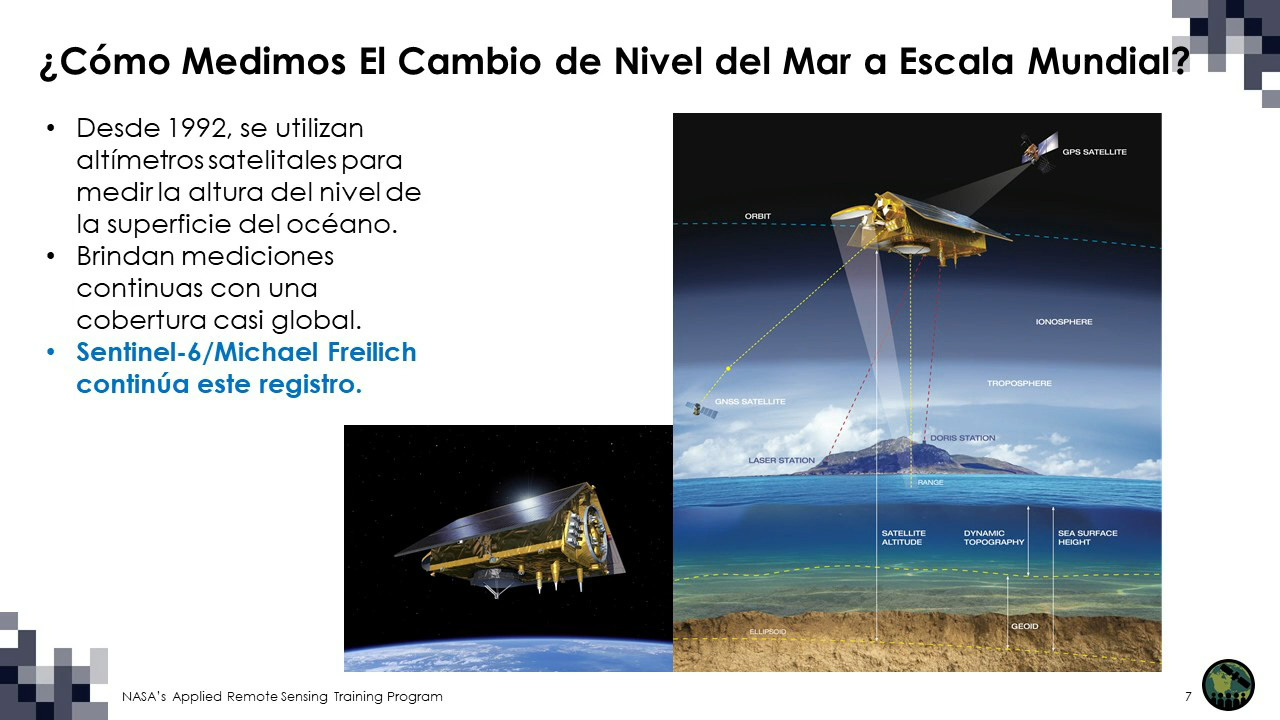 ¿Cómo Medimos El Cambio de Nivel del Mar a Escala Mundial?
• Desde 1992, se utilizan
altímetros satelitales para
medir la altura del nivel de
la superficie del océano.
• Brindan mediciones
continuas con una
cobertura casi global.
• Sentinel-6/Michael Freilich
continúa este registro.
GPS SATELLITE
ORBIT
IONOSPHERE
TROPOSPHERE
GNSS SATELLITE
DORIS STATION
LASER STATION
RANGE
SATELLITE
ALTITUDE
DYNAMIC
TOPOGRAPHY
SEA SURFACE
HEIGHT
GEOID
ELLIPSOID
NASA's Applied Remote Sensing Training Program
7